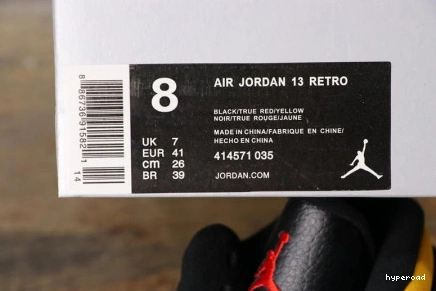 8
AIR JORDAN 13 RETRO
BLACK/TRUE RED/YELLOW
NOIR/TRUE ROUGE/JAUNE
MADE IN CHINA/FABRIQUE EN CHINE/
HECHO EN CHINA
UK 7
EUR 41
cm 26
BR 39
414571 035
JORDAN.COM
14
hyperoad